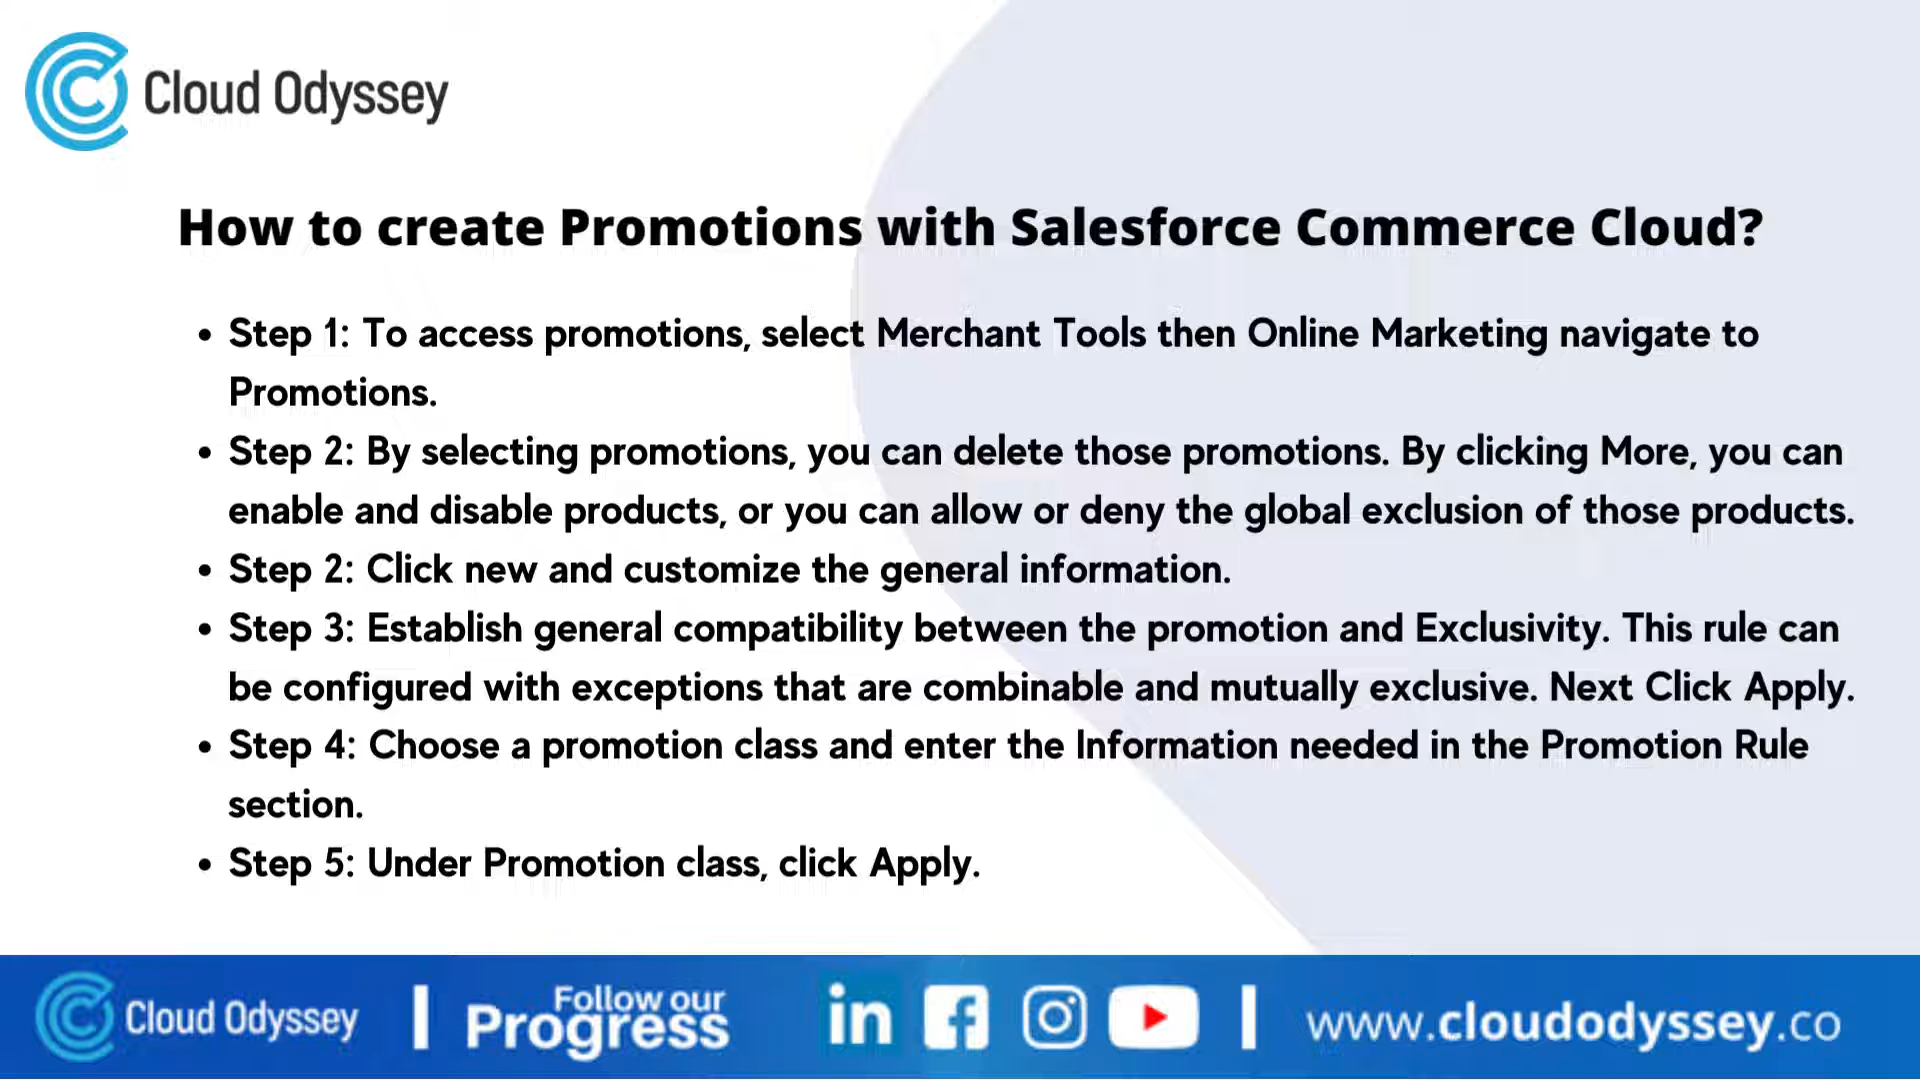 Cloud Odyssey
How to create Promotions with Salesforce Commerce Cloud?
• Step 1: To access promotions, select Merchant Tools then Online Marketing navigate to
Promotions.
• Step 2: By selecting promotions, you can delete those promotions. By clicking More, you can
enable and disable products, or you can allow or deny the global exclusion of those products.
• Step 2: Click new and customize the general information.
• Step 3: Establish general compatibility between the promotion and Exclusivity. This rule can
be configured with exceptions that are combinable and mutually exclusive. Next Click Apply.
• Step 4: Choose a promotion class and enter the Information needed in the Promotion Rule
section.
• Step 5: Under Promotion class, click Apply.
Cloud Odyssey
Follow our
Progress
in
www.cloudodyssey.co